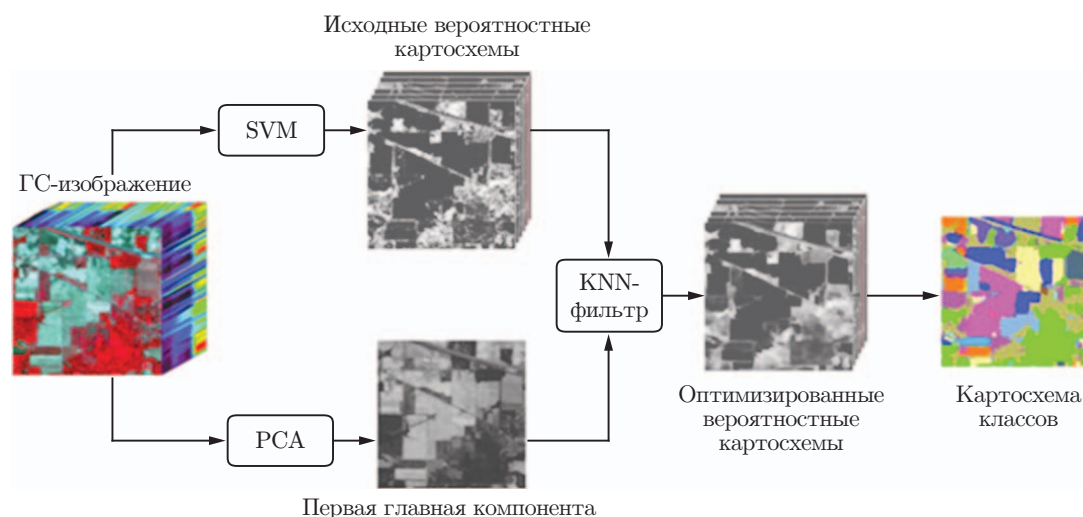 Исходные вероятностные
картосхемы
SVM
ГС-изображение
KNN-
фильтр
PCA
Первая главная компонента
Оптимизированные
вероятностные
картосхемы
Картосхема
классов